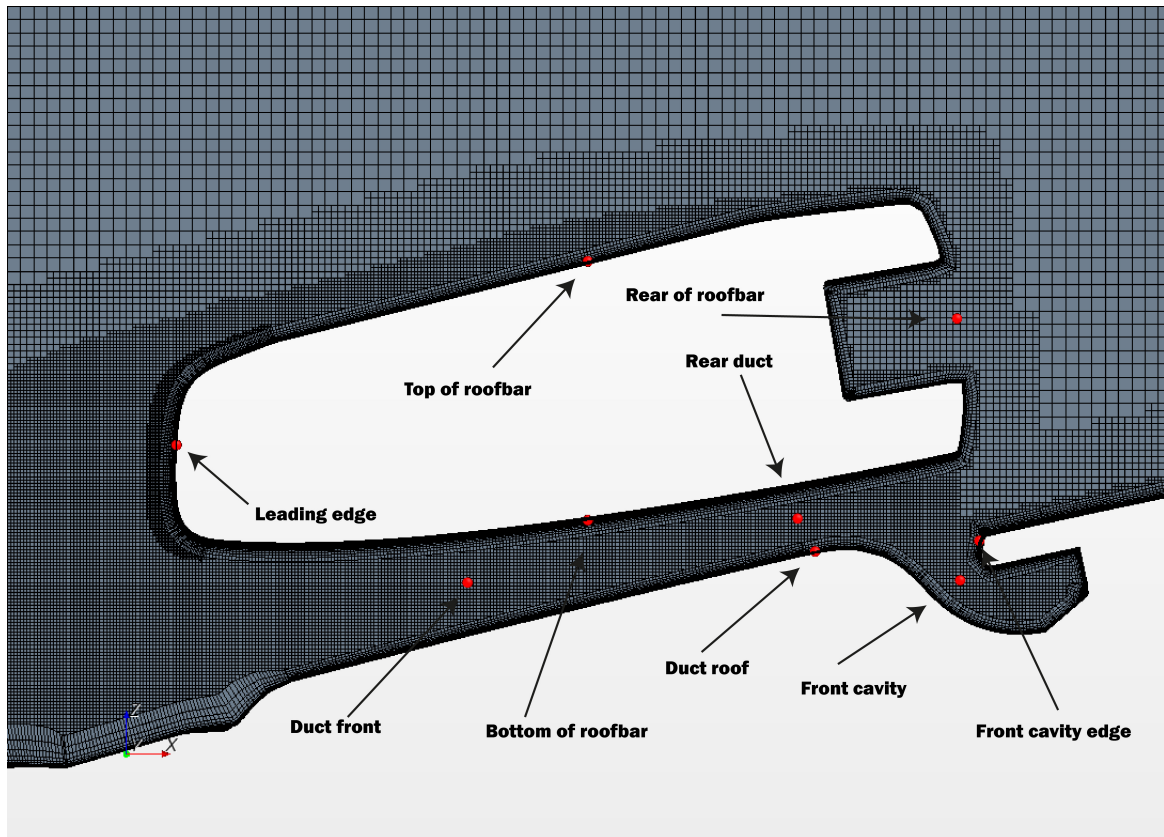 Rear of roofbar
Rear duct
Top of roofbar
Leading edge
Duct roof
Front cavity
Z
Y
X
Duct front
Bottom of roofbar
Front cavity edge